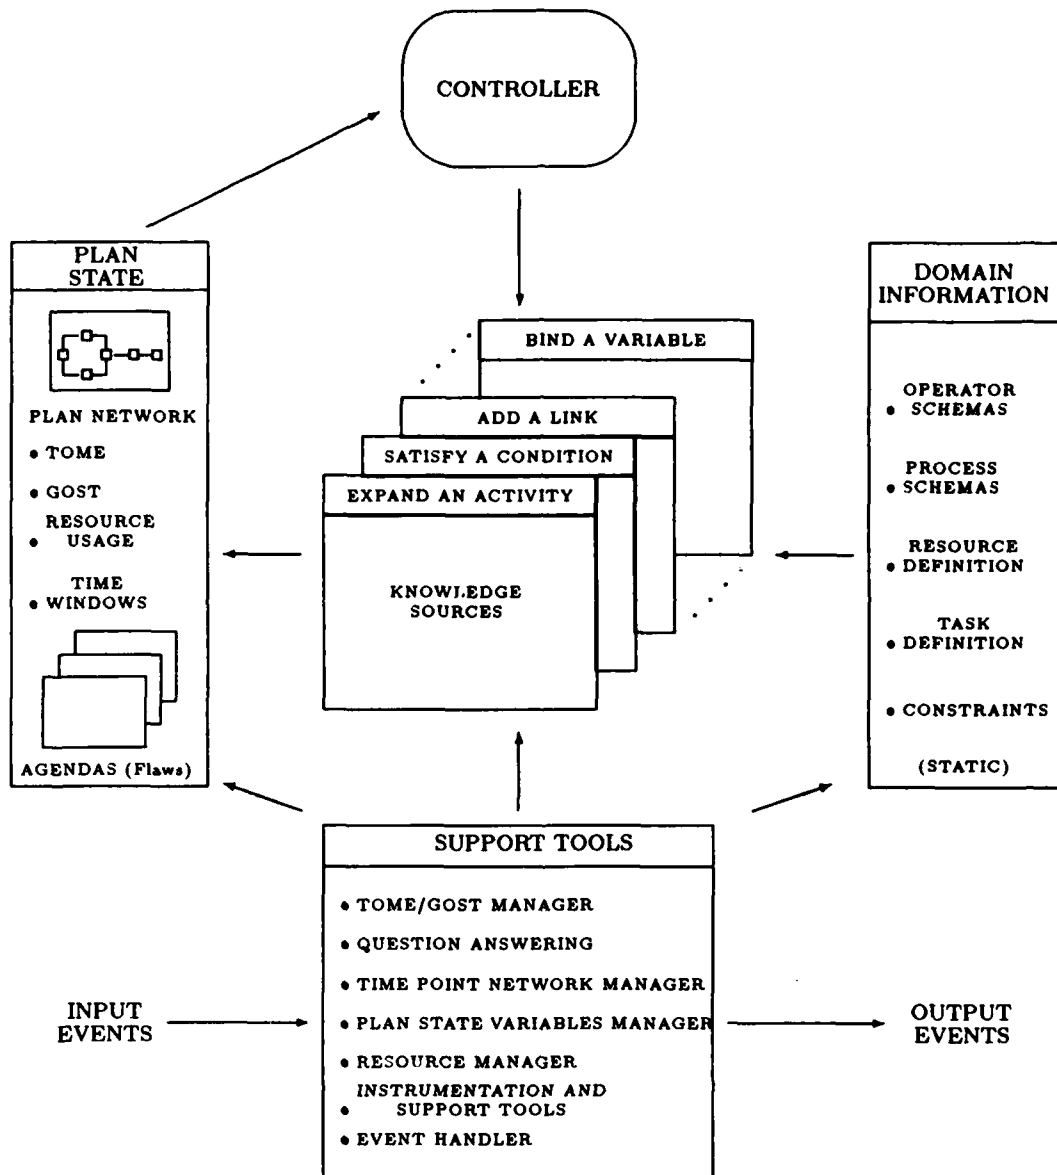 CONTROLLER
PLAN
STATE
PLAN NETWORK
• TOME
• GOST
RESOURCE
• USAGE
TIME
• WINDOWS
AGENDAS (Flaws)
BIND A VARIABLE
ADD A LINK
SATISFY A CONDITION
EXPAND AN ACTIVITY
KNOWLEDGE
SOURCES
DOMAIN
INFORMATION
OPERATOR
• SCHEMAS
PROCESS
• SCHEMAS
RESOURCE
• DEFINITION
TASK
• DEFINITION
• CONSTRAINTS
(STATIC)
SUPPORT TOOLS
• TOME/GOST MANAGER
• QUESTION ANSWERING
• TIME POINT NETWORK MANAGER
• PLAN STATE VARIABLES MANAGER
• RESOURCE MANAGER
INSTRUMENTATION AND
• SUPPORT TOOLS
• EVENT HANDLER
INPUT
EVENTS
OUTPUT
EVENTS